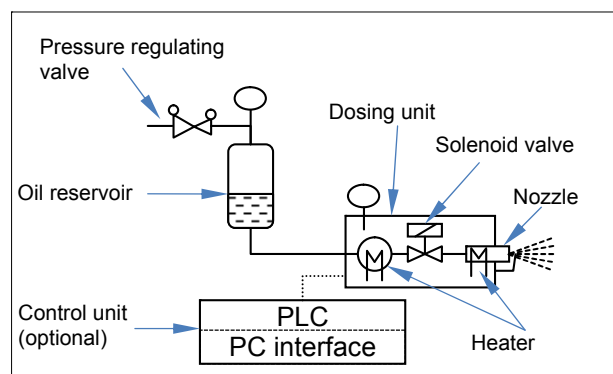 Pressure regulating
valve
Dosing unit
Solenoid valve
Oil reservoir
Nozzle
Control unit
(optional)
PLC
PC interface
Heater